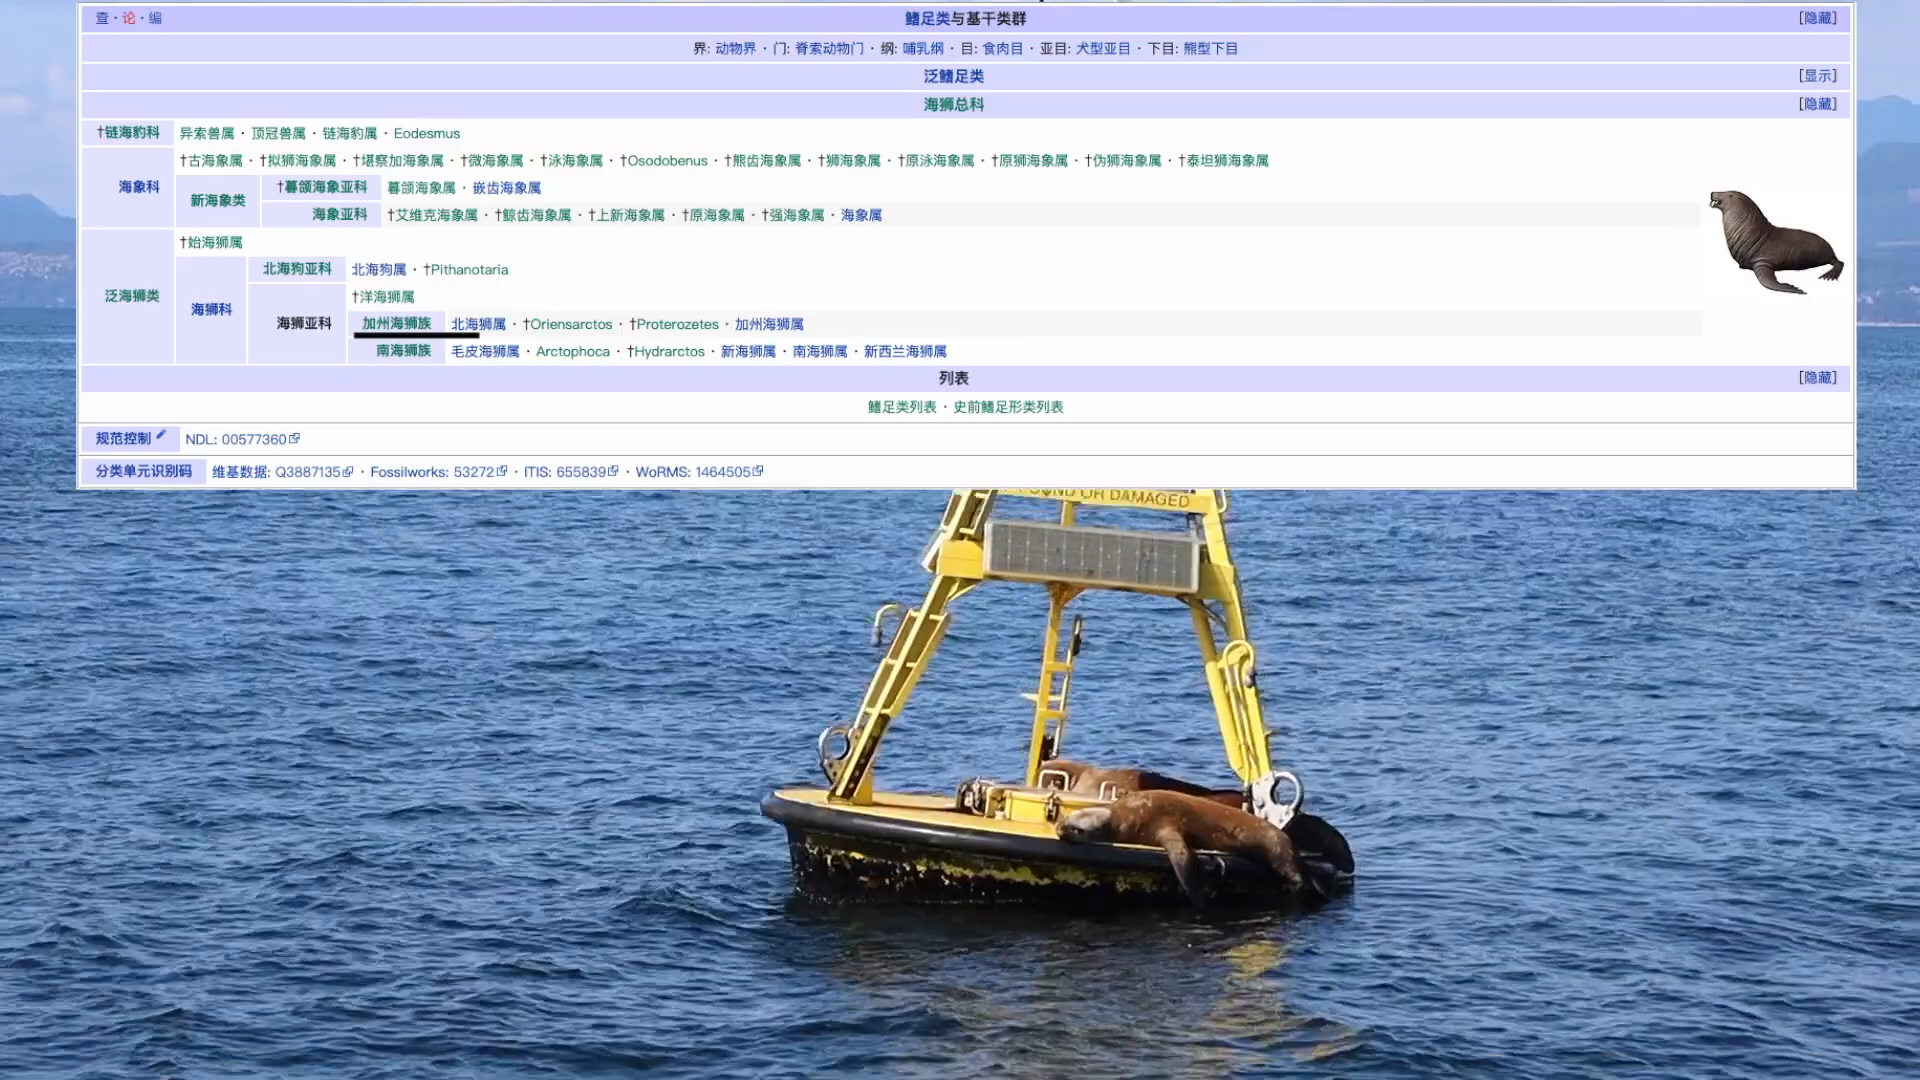 查·论·编 鳍足类与基干类群 [隐藏]
界: 动物界 · 门: 脊索动物门 · 纲: 哺乳纲 · 目: 食肉目 · 亚目: 犬型亚目 · 下目: 熊型下目
泛鳍足类 [显示]
海狮总科 [隐藏]
†链海豹科 异索兽属 · 顶冠兽属 · 链海豹属 · Eodesmus
†古海象属 · †拟狮海象属 · †堪察加海象属 · †微海象属 · †泳海象属 · †Osodobenus · †熊齿海象属 · †狮海象属 · †原泳海象属 · †原狮海象属 · †伪狮海象属 · †泰坦狮海象属
海象科
†暮颌海象亚科 暮颌海象属 · 嵌齿海象属
新海象类
海象亚科 †艾维克海象属 · †鲸齿海象属 · †上新海象属 · †原海象属 · †强海象属 · 海象属
†始海狮属
北海狗亚科 北海狗属 · †Pithanotaria
泛海狮类
†洋海狮属
海狮科
海狮亚科
加州海狮族 北海狮属 · †Oriensarctos · †Proterozetes · 加州海狮属
南海狮族 毛皮海狮属 · Arctophoca · †Hydrarctos · 新海狮属 · 南海狮属 · 新西兰海狮属
列表 [隐藏]
鳍足类列表 · 史前鳍足形类列表
规范控制 NDL: 00577360
分类单元识别码 维基数据: Q3887135 · Fossilworks: 53272 · ITIS: 655839 · WoRMS: 1464505
OR DAMAGED